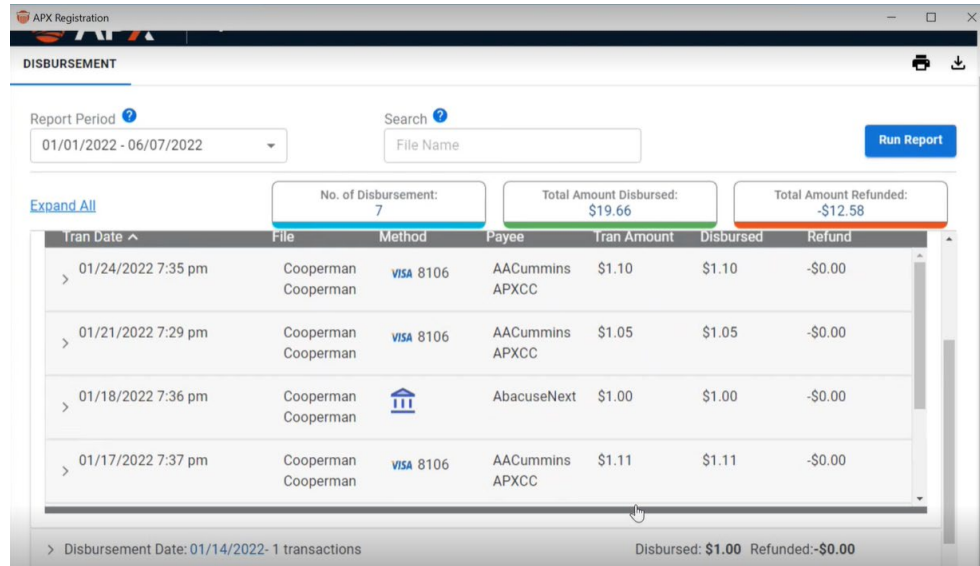 APX Registration
APX
DISBURSEMENT
Report Period ?
Search ?
01/01/2022 - 06/07/2022
File Name
Run Report
Expand All
No. of Disbursement:
7
Total Amount Disbursed:
$19.66
Total Amount Refunded:
-$12.58
Tran Date File Method Payee Tran Amount Disbursed Refund
01/24/2022 7:35 pm Cooperman VISA 8106 AACummins $1.10 $1.10 -$0.00
Cooperman APXCC
01/21/2022 7:29 pm Cooperman VISA 8106 AACummins $1.05 $1.05 -$0.00
Cooperman APXCC
01/18/2022 7:36 pm Cooperman AbacuseNext $1.00 $1.00 -$0.00
Cooperman
01/17/2022 7:37 pm Cooperman VISA 8106 AACummins $1.11 $1.11 -$0.00
Cooperman APXCC
Disbursement Date: 01/14/2022- 1 transactions Disbursed: $1.00 Refunded:-$0.00